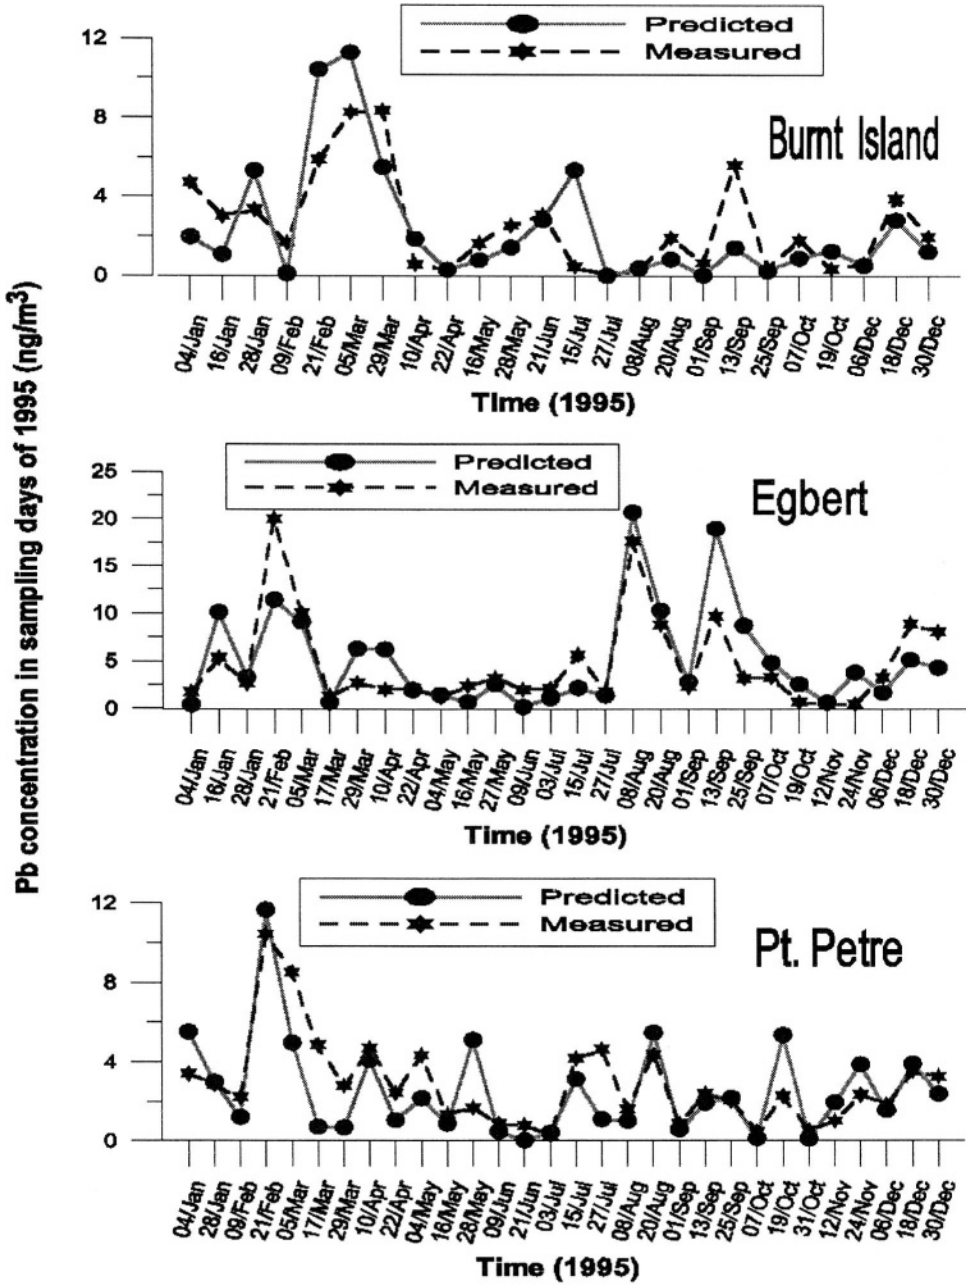 Pb concentration in sampling days of 1995 (ng/m³)
Predicted
Measured
Burnt Island
12
8
4
0
04/Jan
16/Jan
28/Jan
09/Feb
21/Feb
05/Mar
29/Mar
10/Apr
22/Apr
16/May
28/May
21/Jun
15/Jul
27/Jul
08/Aug
20/Aug
01/Sep
13/Sep
25/Sep
07/Oct
19/Oct
06/Dec
18/Dec
30/Dec
TIme (1995)
Predicted
Measured
Egbert
25
20
15
10
5
0
04/Jan
16/Jan
28/Jan
21/Feb
05/Mar
17/Mar
29/Mar
10/Apr
22/Apr
04/May
16/May
27/May
09/Jun
03/Jul
15/Jul
27/Jul
08/Aug
20/Aug
01/Sep
13/Sep
25/Sep
07/Oct
19/Oct
12/Nov
24/Nov
06/Dec
18/Dec
30/Dec
Time (1995)
Predicted
Measured
Pt. Petre
12
8
4
0
04/Jan
28/Jan
09/Feb
21/Feb
05/Mar
17/Mar
29/Mar
10/Apr
22/Apr
04/May
16/May
28/May
09/Jun
21/Jun
03/Jul
15/Jul
27/Jul
08/Aug
20/Aug
01/Sep
13/Sep
25/Sep
07/Oct
19/Oct
31/Oct
12/Nov
24/Nov
06/Dec
18/Dec
30/Dec
Time (1995)